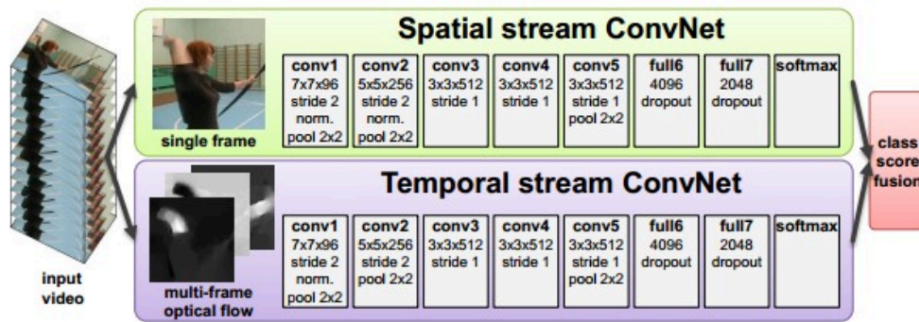 Spatial stream ConvNet
conv1
7x7x96
stride 2
norm.
pool 2x2
conv2
5x5x256
stride 2
norm.
pool 2x2
conv3
3x3x512
stride 1
conv4
3x3x512
stride 1
conv5
3x3x512
stride 1
pool 2x2
full6
4096
dropout
full7
2048
dropout
softmax
single frame
Temporal stream ConvNet
conv1
7x7x96
stride 2
norm.
pool 2x2
conv2
5x5x256
stride 2
pool 2x2
conv3
3x3x512
stride 1
conv4
3x3x512
stride 1
conv5
3x3x512
stride 1
pool 2x2
full6
4096
dropout
full7
2048
dropout
softmax
input
video
multi-frame
optical flow
class
score
fusion